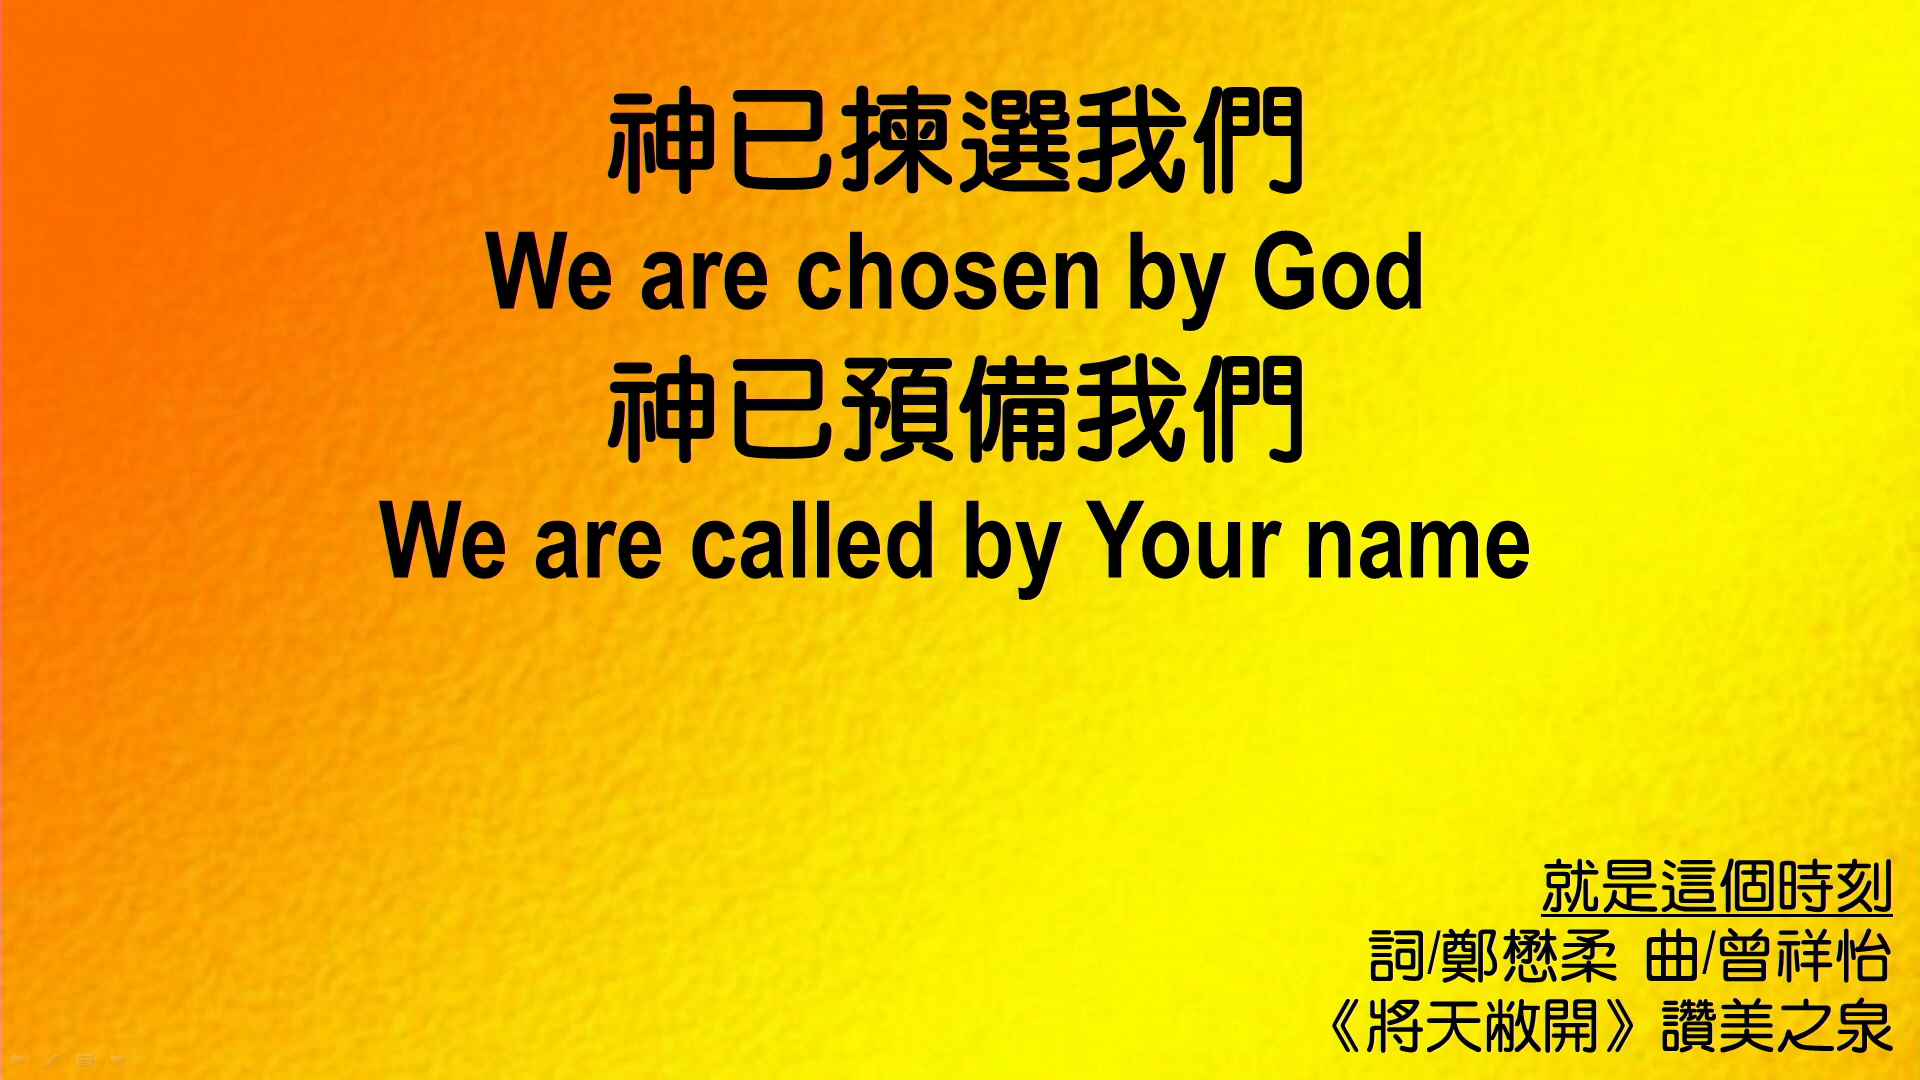 神已揀選我們
We are chosen by God
神已預備我們
We are called by Your name
就是這個時刻
詞/鄭懋柔 曲/曾祥怡
《將天敞開》讚美之泉